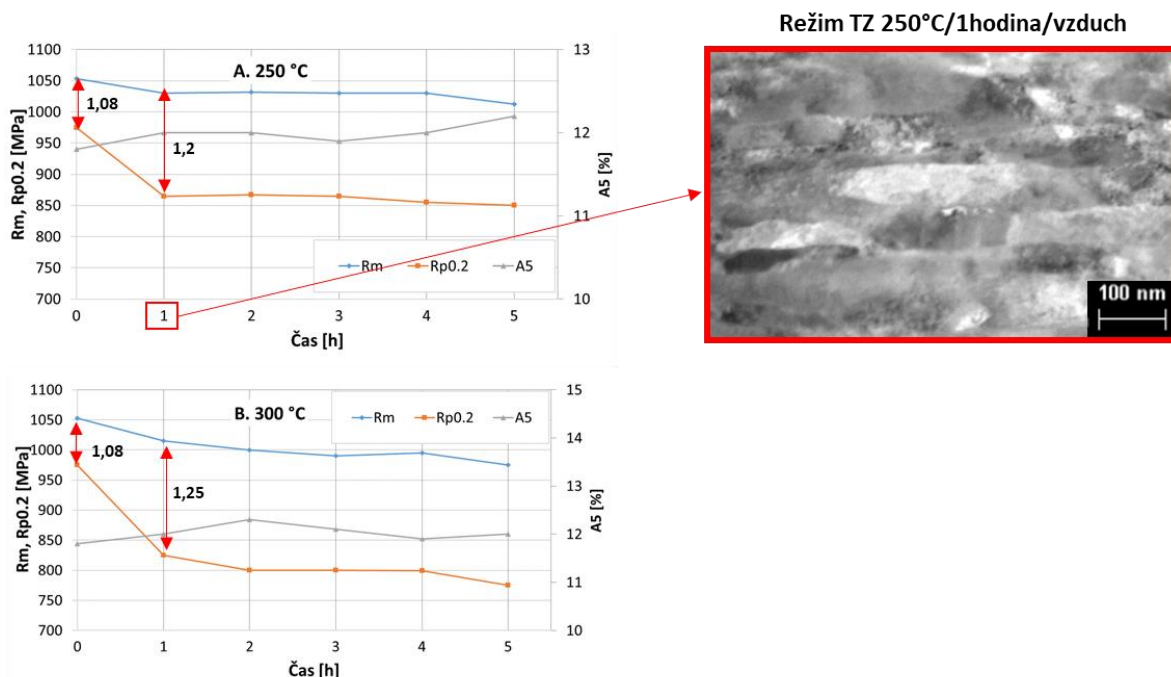 Režim TZ 250°C/1hodina/vzduch
A. 250 °C
Rm, Rp0.2 [MPa]
1100
1050
1000
950
900
850
800
750
700
1,08
1,2
13
12
11
10
A5 [%]
Rm Rp0.2 A5
0 1 2 3 4 5
Čas [h]
100 nm
B. 300 °C
Rm Rp0.2 A5
Rm, Rp0.2 [MPa]
1100
1050
1000
950
900
850
800
750
700
1,08
1,25
15
14
13
12
11
10
A5 [%]
0 1 2 3 4 5
Čas [h]